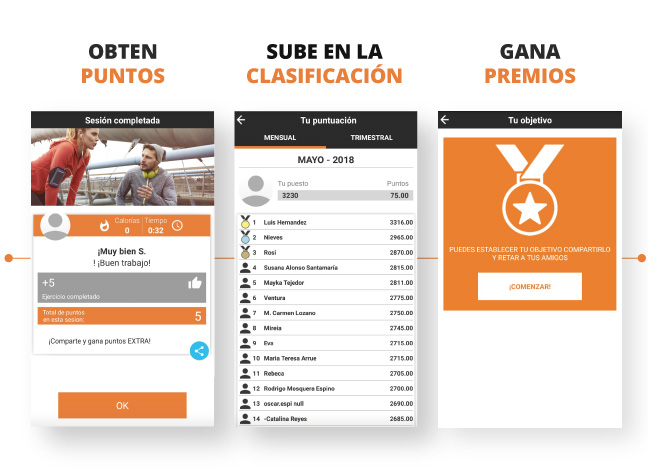 OBTEN
PUNTOS
SUBE EN LA
CLASIFICACIÓN
GANA
PREMIOS
Sesión completada
Calorias Tiempo
0 0:32
¡Muy bien S.
! ¡Buen trabajo!
+5
Ejercicio completado
Total de puntos
en esta sesion: 5
¡Comparte y gana puntos EXTRA!
OK
Tu puntuación
MENSUAL TRIMESTRAL
MAYO - 2018
Tu puesto Puntos
3230 75.00
1 Luis Hernandez 3316.00
2 Nieves 2965.00
3 Rosi 2870.00
4 Susana Alonso Santamaría 2815.00
5 Mayka Tejedor 2811.00
6 Ventura 2775.00
7 M. Carmen Lozano 2750.00
8 Mireia 2745.00
9 Eva 2715.00
10 Maria Teresa Arrue 2715.00
11 Rebeca 2705.00
12 Rodrigo Mosquera Espino 2700.00
13 oscar.espi null 2690.00
14 -Catalina Reyes 2685.00
Tu objetivo
PUEDES ESTABLECER TU OBJETIVO COMPARTIRLO
Y RETAR A TUS AMIGOS
¡COMENZAR!